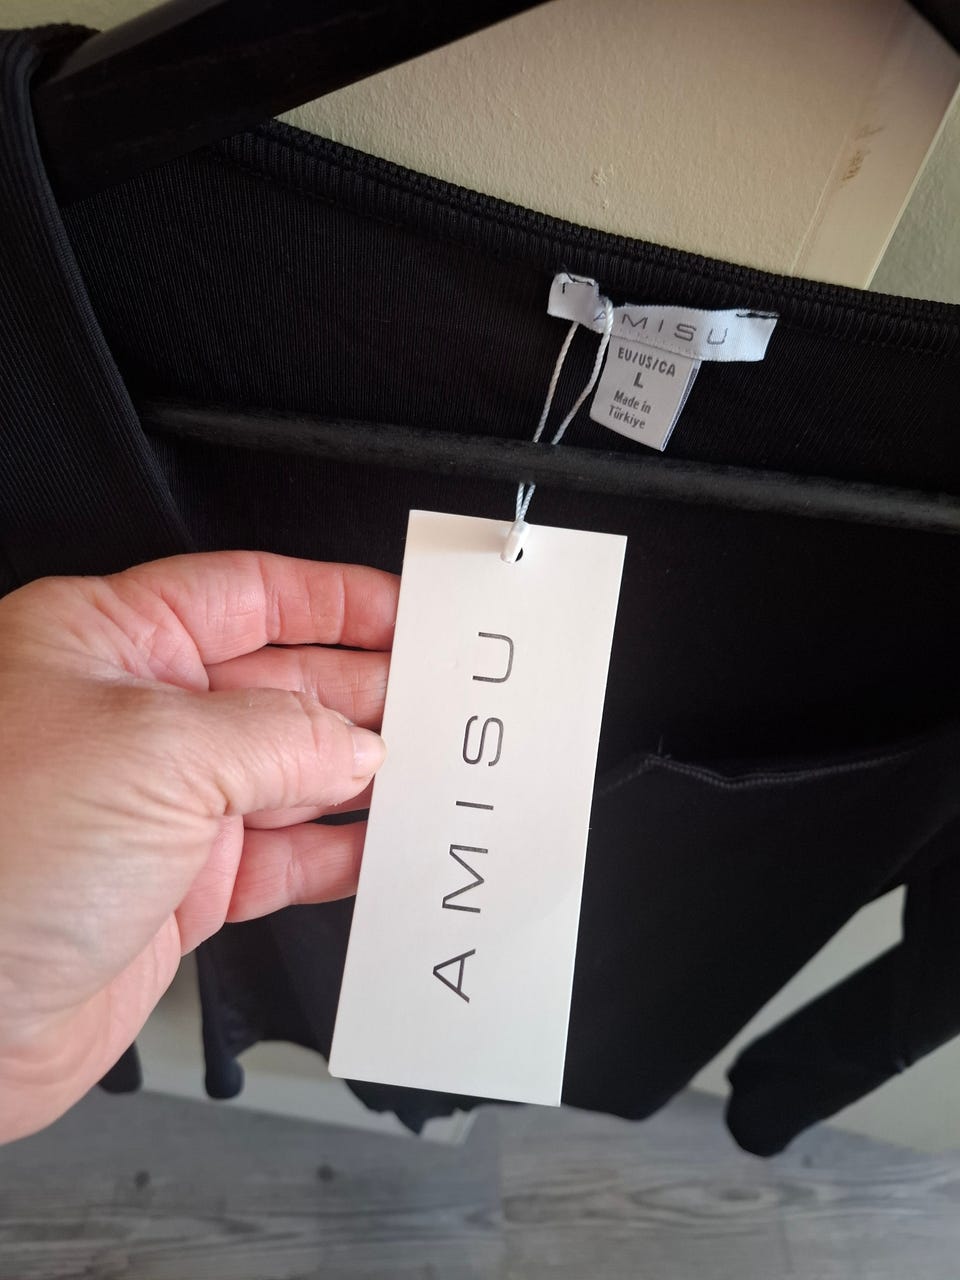 AMISU
EU/US/CA
L
Made in
Türkiye
AMISU